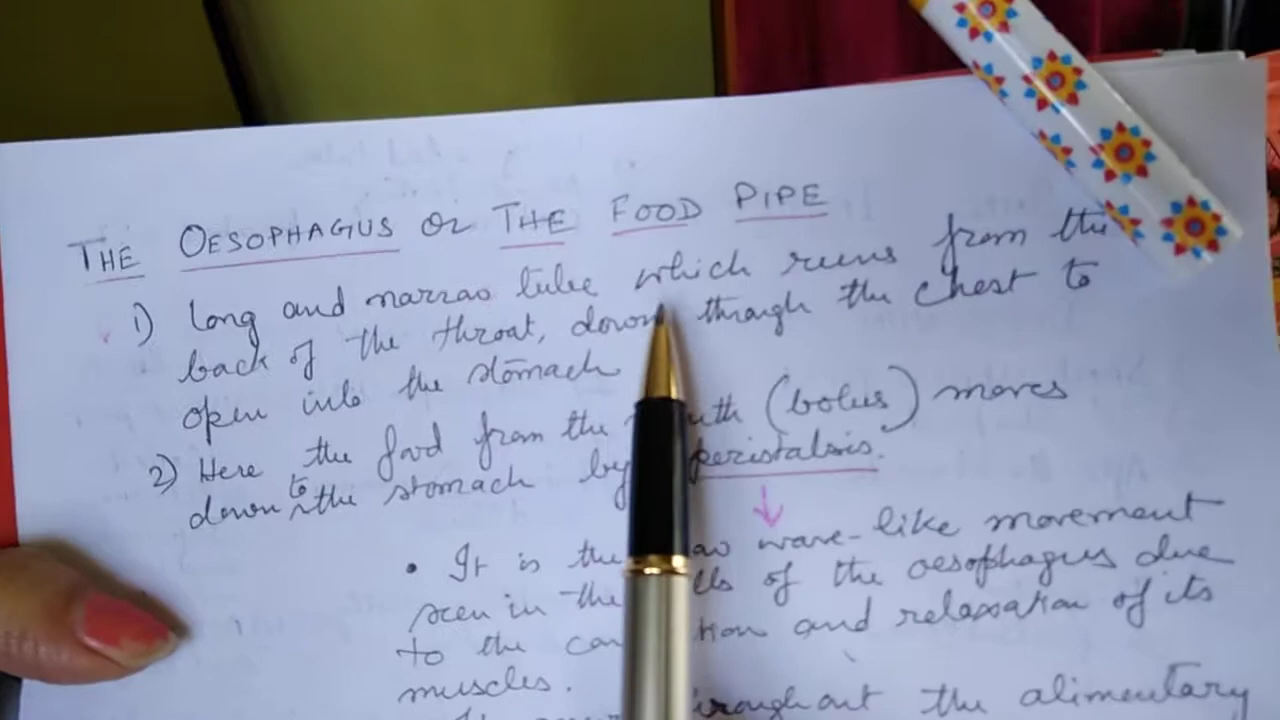 THE OESOPHAGUS or THE FOOD PIPE
1) Long and narrao tube which runs from the
back of the throat, down through the chest to
open into the stomach
2) Here the food from the uth (bolus) moves
down to the stomach by peristalsis.
• It is the wave-like movement
seen in the of the oesophagus due
to the con and relaxation of its
muscles.
the alimentary